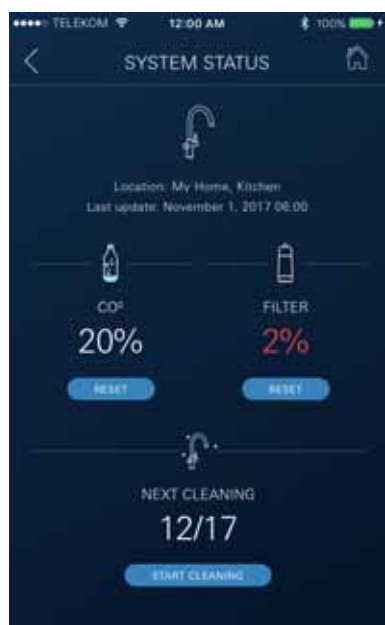 TELEKOM 12:00 AM 100%
SYSTEM STATUS
Location: My Home, Kitchen
Last update: November 1, 2017 06:00
CO² FILTER
20% 2%
RESET RESET
NEXT CLEANING
12/17
START CLEANING